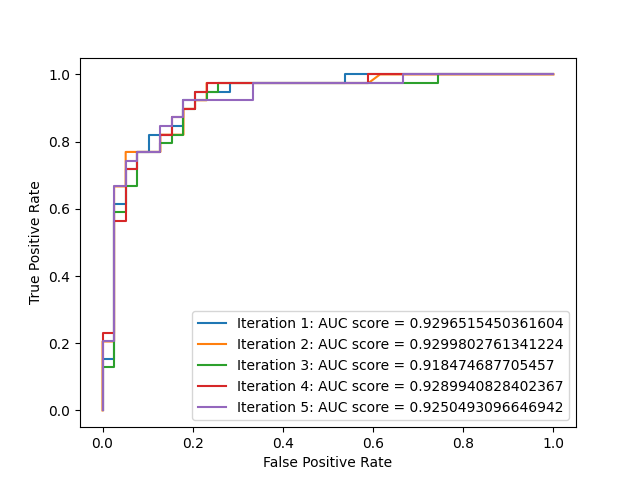 1.0
0.8
0.6
0.4
0.2
0.0
True Positive Rate
Iteration 1: AUC score = 0.9296515450361604
Iteration 2: AUC score = 0.9299802761341224
Iteration 3: AUC score = 0.918474687705457
Iteration 4: AUC score = 0.9289940828402367
Iteration 5: AUC score = 0.9250493096646942
0.0 0.2 0.4 0.6 0.8 1.0
False Positive Rate